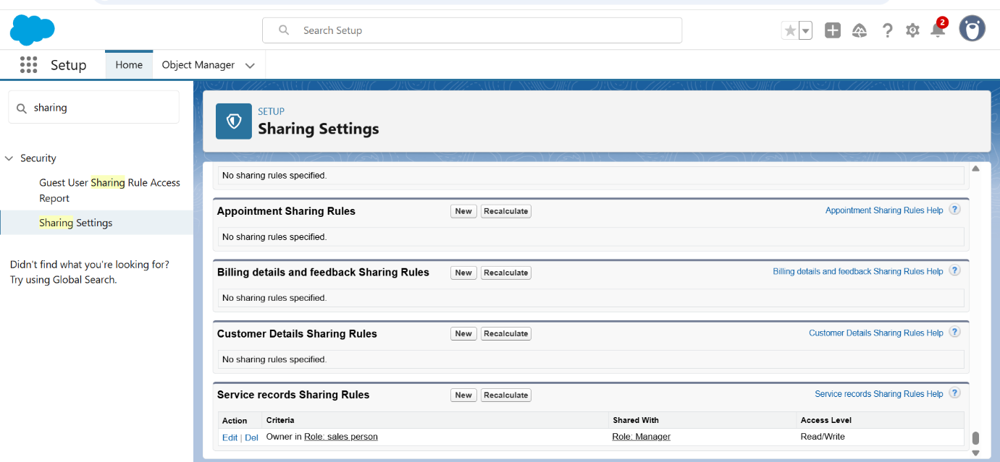 Search Setup
2
Setup
Home
Object Manager
sharing
Security
Guest User Sharing Rule Access
Report
Sharing Settings
Didn't find what you're looking for?
Try using Global Search.
SETUP
Sharing Settings
No sharing rules specified.
Appointment Sharing Rules New Recalculate Appointment Sharing Rules Help ?
No sharing rules specified.
Billing details and feedback Sharing Rules New Recalculate Billing details and feedback Sharing Rules Help ?
No sharing rules specified.
Customer Details Sharing Rules New Recalculate Customer Details Sharing Rules Help ?
No sharing rules specified.
Service records Sharing Rules New Recalculate Service records Sharing Rules Help ?
Action Criteria Shared With Access Level
Edit | Del Owner in Role: sales person Role: Manager Read/Write